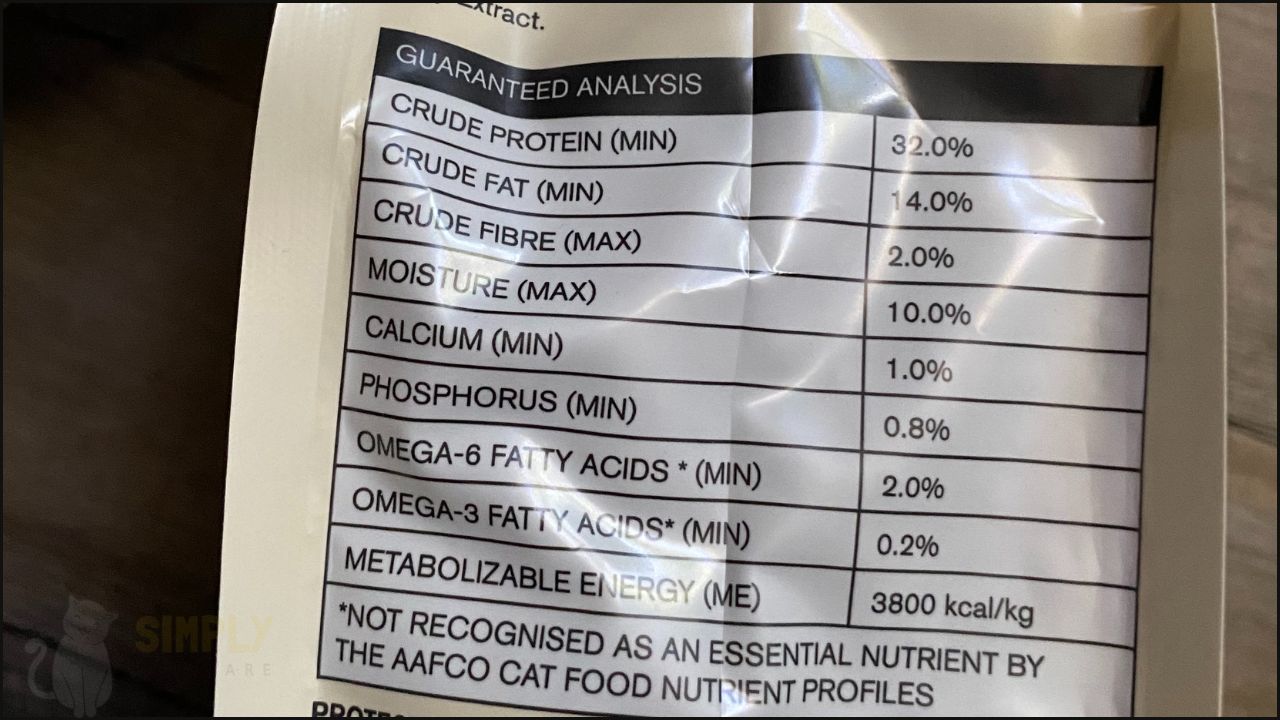 Extract.
GUARANTEED ANALYSIS
CRUDE PROTEIN (MIN) 32.0%
CRUDE FAT (MIN) 14.0%
CRUDE FIBRE (MAX) 2.0%
MOISTURE (MAX) 10.0%
CALCIUM (MIN) 1.0%
PHOSPHORUS (MIN) 0.8%
OMEGA-6 FATTY ACIDS * (MIN) 2.0%
OMEGA-3 FATTY ACIDS* (MIN) 0.2%
METABOLIZABLE ENERGY (ME) 3800 kcal/kg
*NOT RECOGNISED AS AN ESSENTIAL NUTRIENT BY
THE AAFCO CAT FOOD NUTRIENT PROFILES
SIMPLY